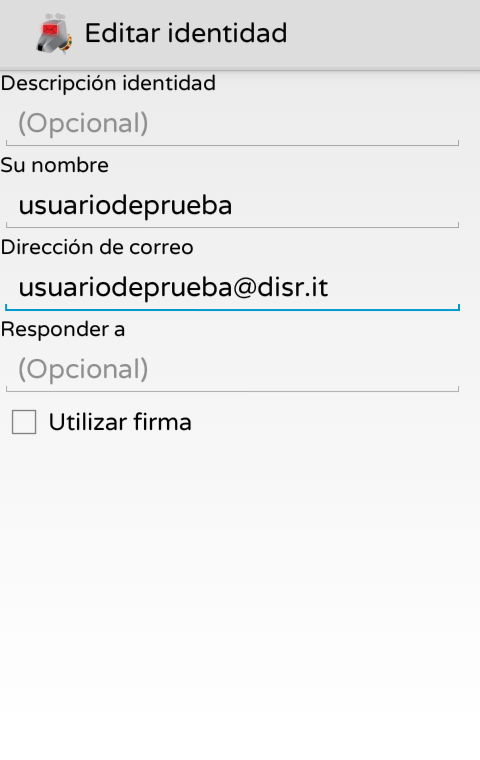 Editar identidad
Descripción identidad
(Opcional)
Su nombre
usuariodeprueba
Dirección de correo
usuariodeprueba@disr.it
Responder a
(Opcional)
Utilizar firma